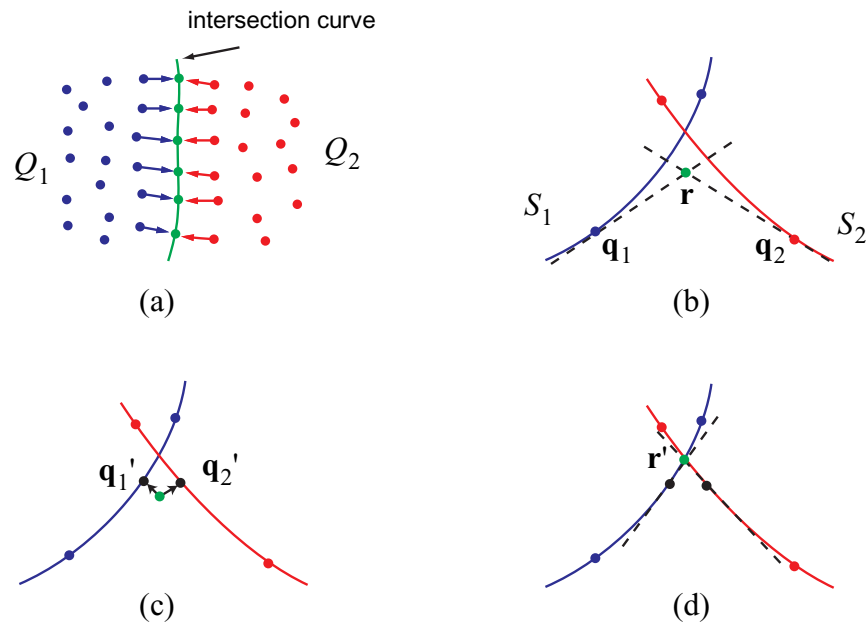 intersection curve
Q1 Q2
(a)
S1 q1 r q2 S2
(b)
q1' q2'
(c)
r'
(d)